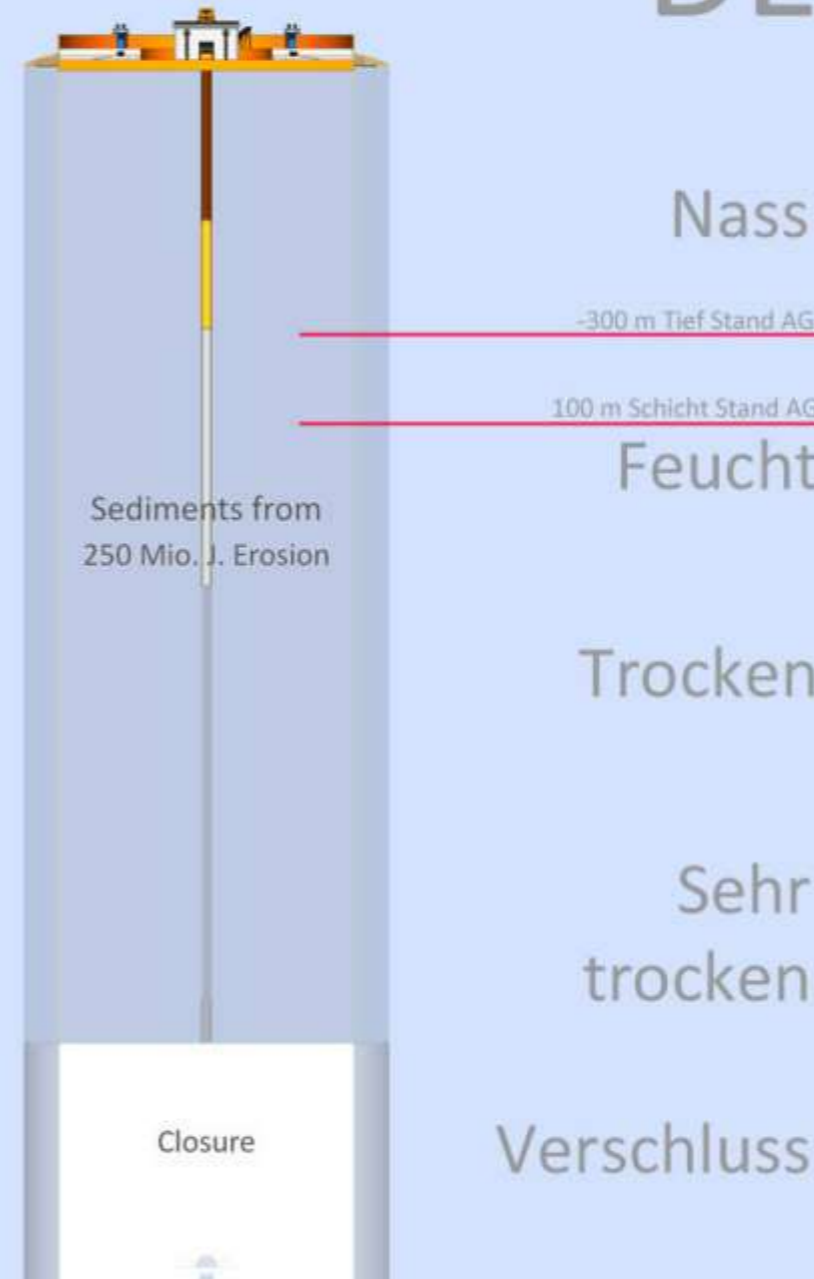 Nass
-300 m Tief Stand AG
100 m Schicht Stand AG
Feucht
Sediments from
250 Mio. J. Erosion
Trocken
Sehr
trocken
Closure
Verschluss